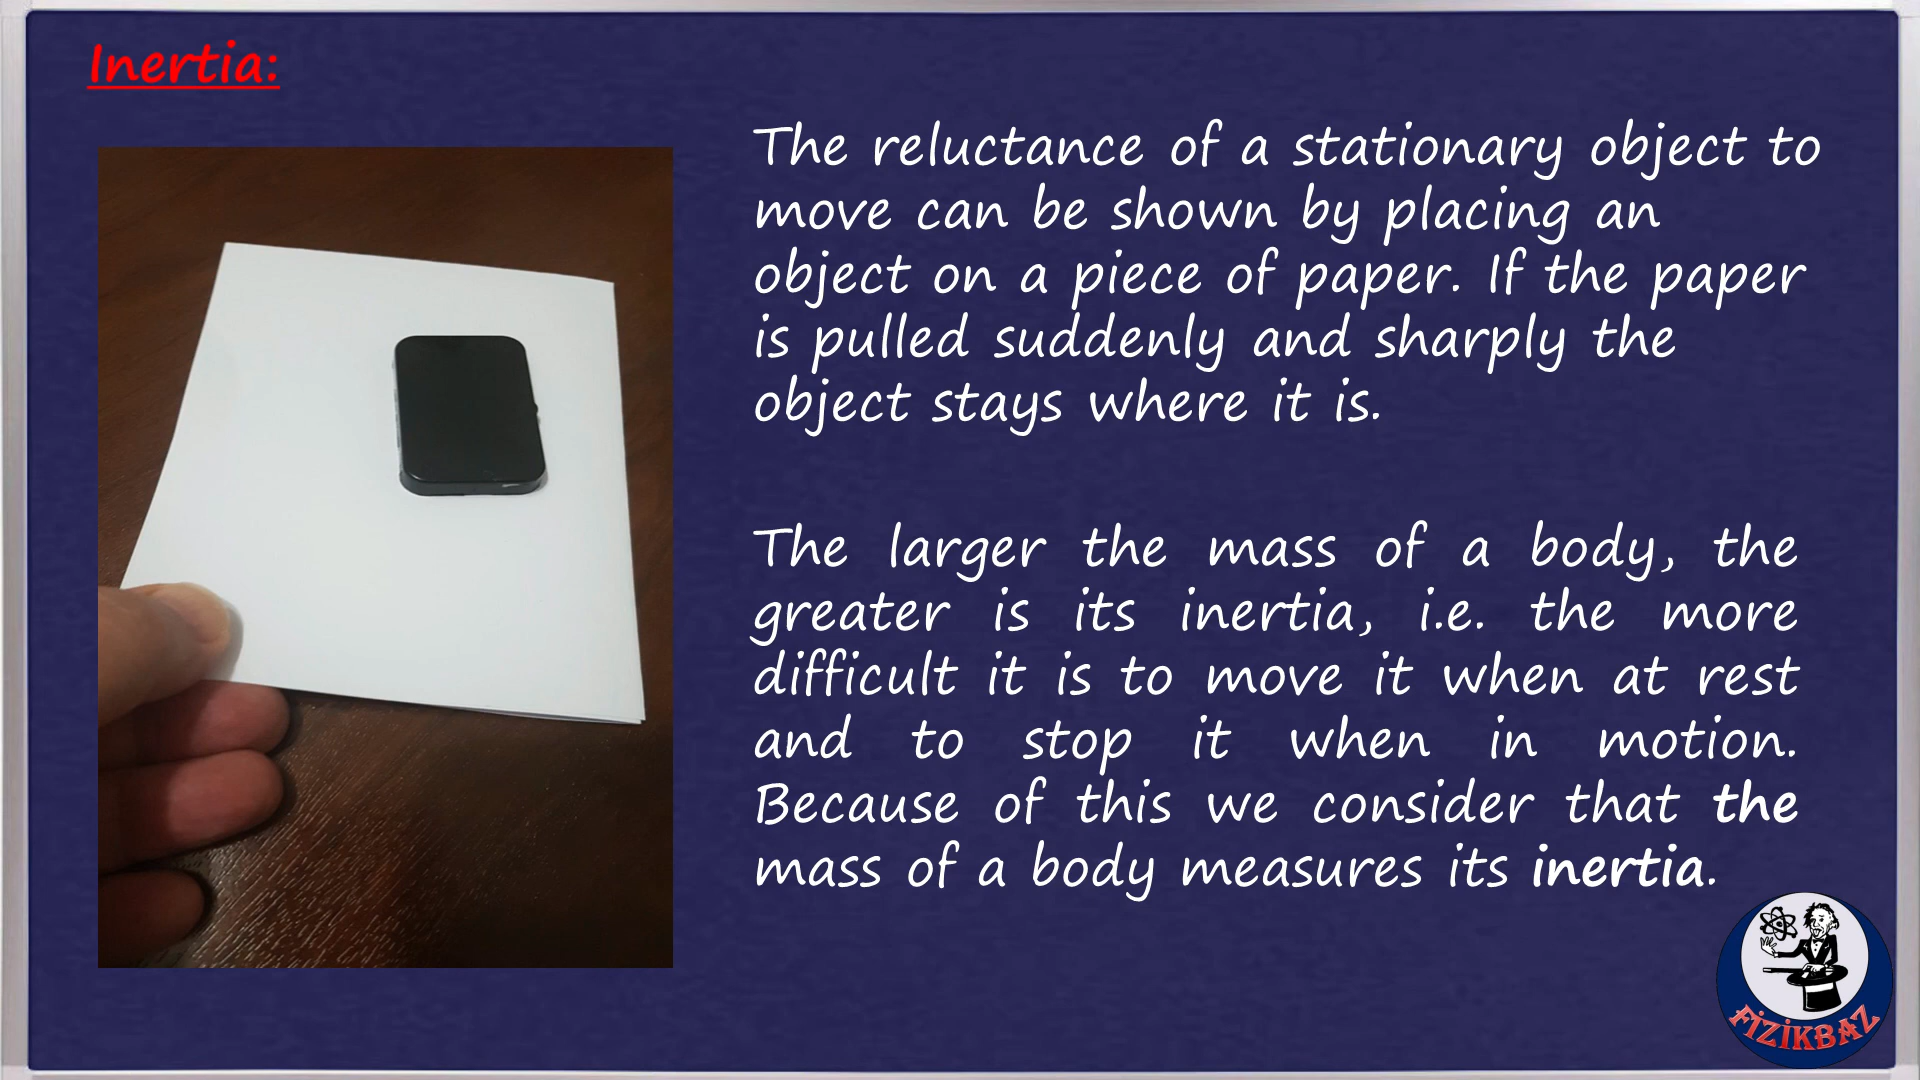 Inertia:
The reluctance of a stationary object to
move can be shown by placing an
object on a piece of paper. If the paper
is pulled suddenly and sharply the
object stays where it is.
The larger the mass of a body, the
greater is its inertia, i.e. the more
difficult it is to move it when at rest
and to stop it when in motion.
Because of this we consider that the
mass of a body measures its inertia.
FİZİKBAZ